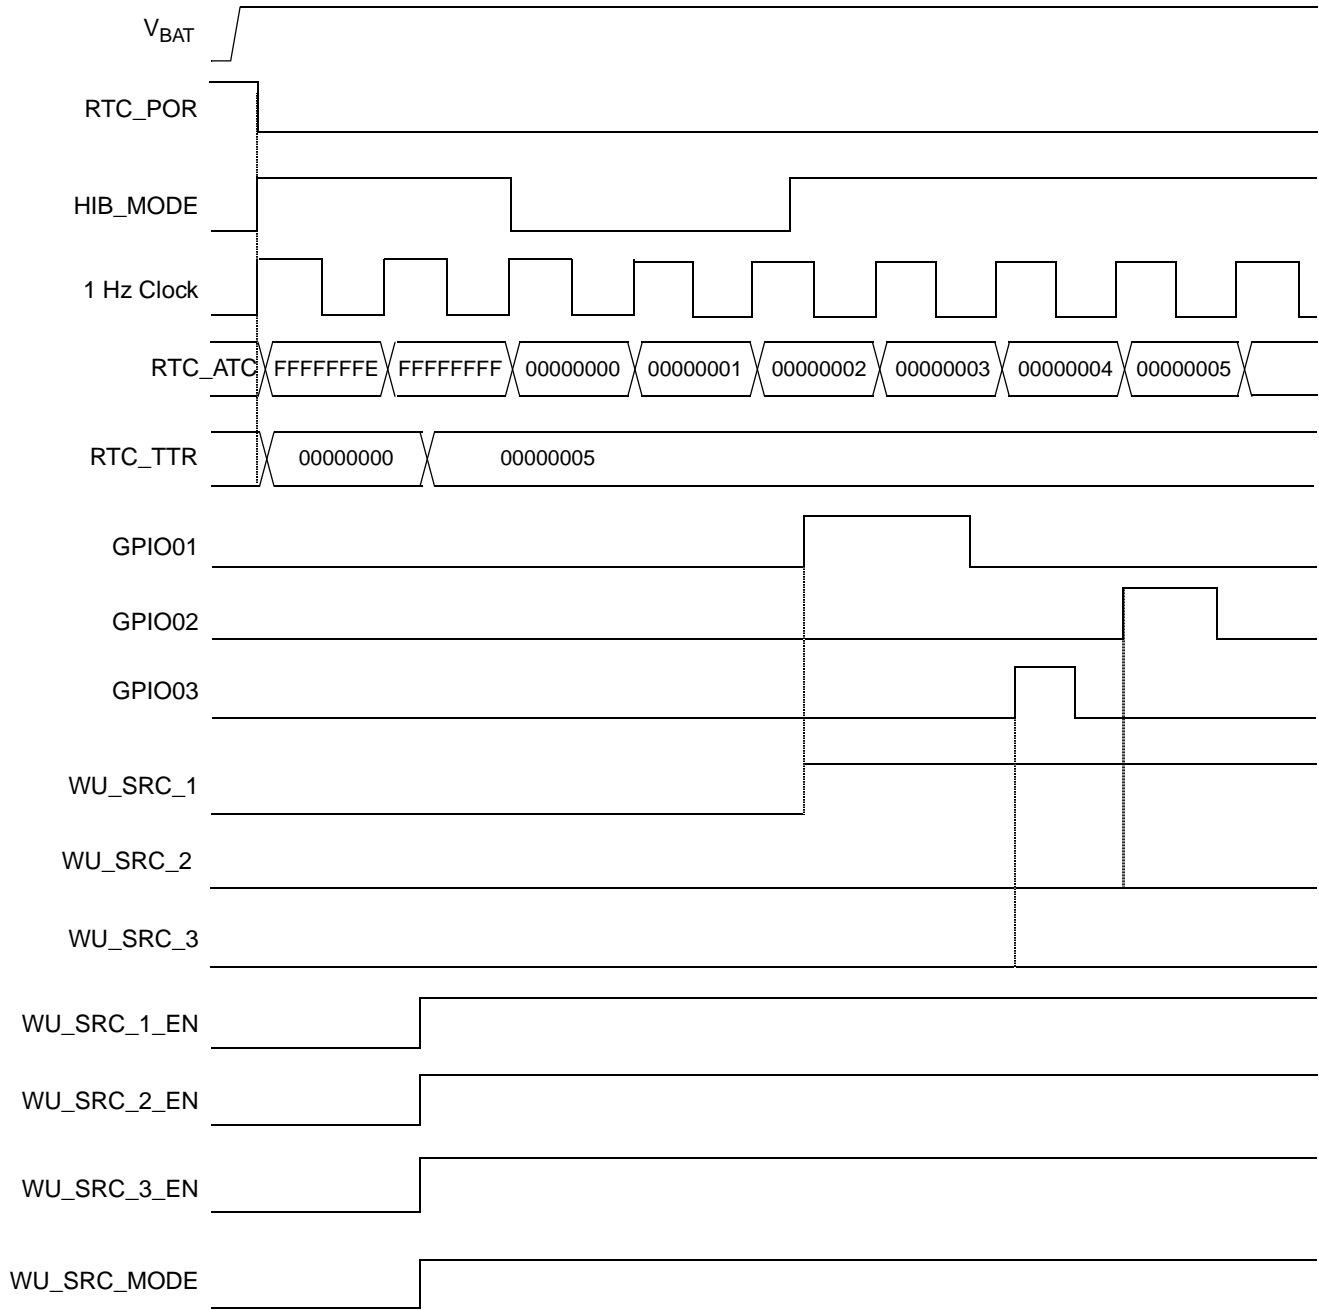 VBAT
RTC_POR
HIB_MODE
1 Hz Clock
RTC_ATC FFFFFFFE FFFFFFFF 00000000 00000001 00000002 00000003 00000004 00000005
RTC_TTR 00000000 00000005
GPIO01
GPIO02
GPIO03
WU_SRC_1
WU_SRC_2
WU_SRC_3
WU_SRC_1_EN
WU_SRC_2_EN
WU_SRC_3_EN
WU_SRC_MODE